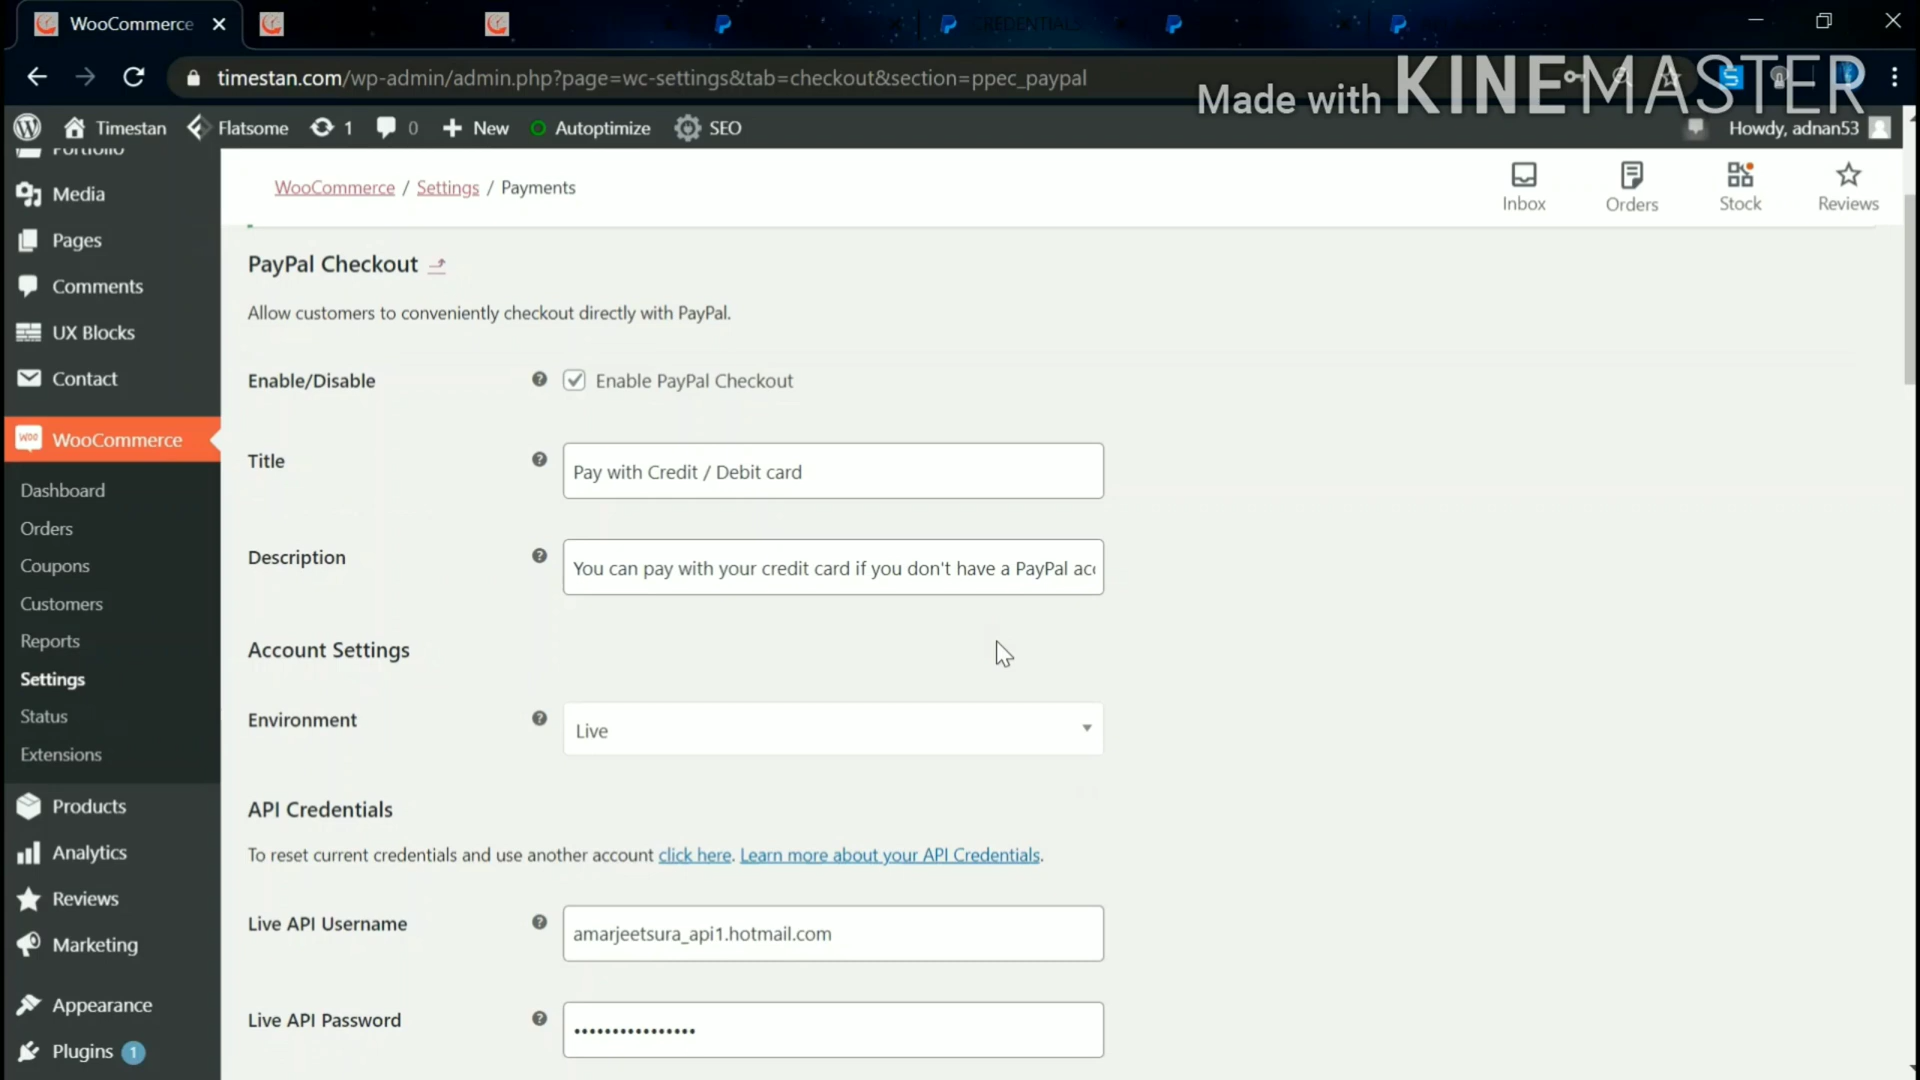 WooCommerce
CREDENTIALS
timestan.com/wp-admin/admin.php?page=wc-settings&tab=checkout&section=ppec_paypal
Made with KINEMASTER
Timestan Flatsome 1 0 New Autoptimize SEO Howdy, adnan53
Portfolio
Media
Pages
Comments
UX Blocks
Contact
WooCommerce
Dashboard
Orders
Coupons
Customers
Reports
Settings
Status
Extensions
Products
Analytics
Reviews
Marketing
Appearance
Plugins 1
WooCommerce / Settings / Payments
Inbox Orders Stock Reviews
PayPal Checkout
Allow customers to conveniently checkout directly with PayPal.
Enable/Disable Enable PayPal Checkout
Title Pay with Credit / Debit card
Description You can pay with your credit card if you don't have a PayPal acc
Account Settings
Environment Live
API Credentials
To reset current credentials and use another account click here. Learn more about your API Credentials.
Live API Username amarjeetsura_api1.hotmail.com
Live API Password ••••••••••••••••